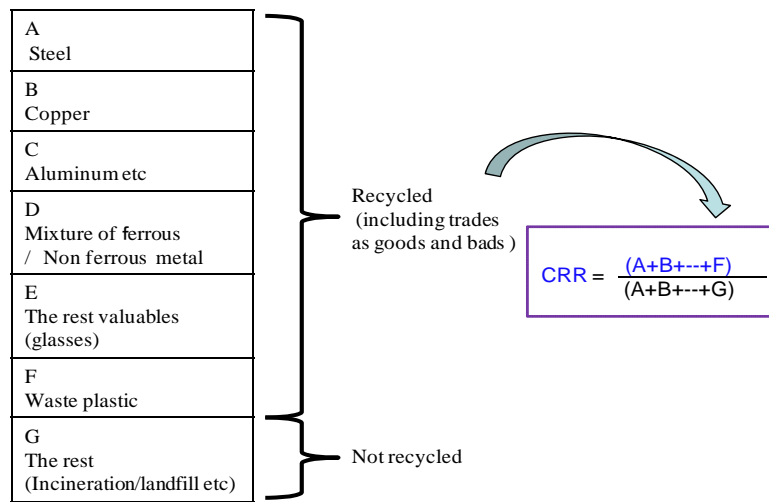 A
Steel
B
Copper
C
Aluminum etc
D
Mixture of ferrous
/ Non ferrous metal
E
The rest valuables
(glasses)
F
Waste plastic
G
The rest
(Incineration/landfill etc)
Recycled
(including trades
as goods and bads )
Not recycled
CRR = (A+B+---+F)
(A+B+---+G)